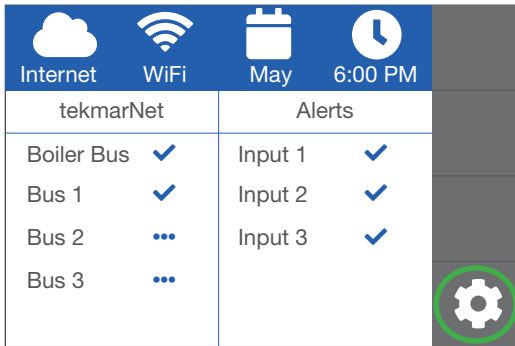 Internet WiFi May 6:00 PM
tekmarNet Alerts
Boiler Bus Input 1
Bus 1 Input 2
Bus 2 Input 3
Bus 3